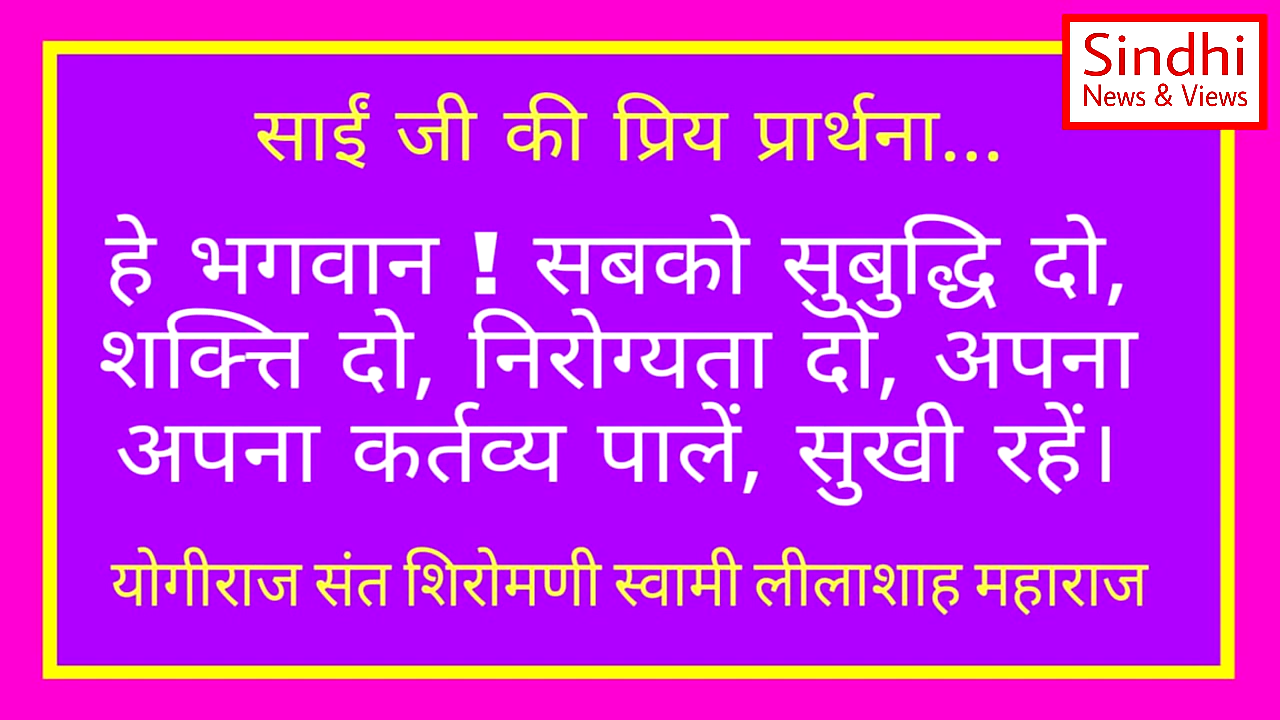 Sindhi
News & Views
साईं जी की प्रिय प्रार्थना...
हे भगवान ! सबको सुबुद्धि दो,
शक्ति दो, निरोग्यता दो, अपना
अपना कर्तव्य पालें, सुखी रहें।
योगीराज संत शिरोमणी स्वामी लीलाशाह महाराज